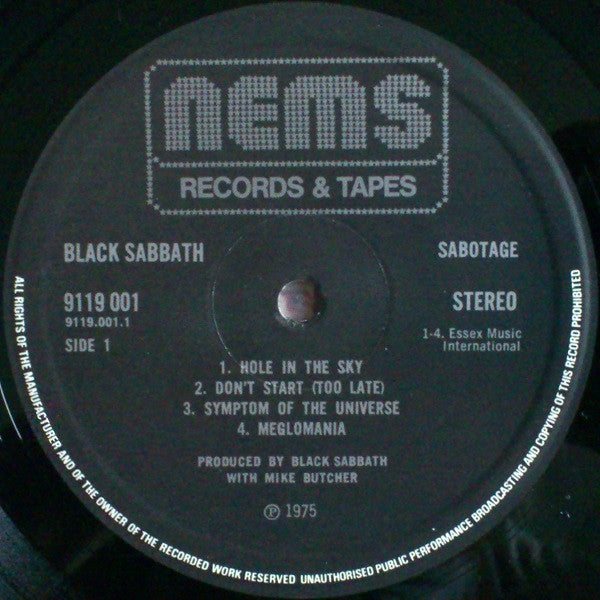 nems
RECORDS & TAPES
BLACK SABBATH
SABOTAGE
9119 001
STEREO
9119.001.1
SIDE 1
1-4. Essex Music
International
1. HOLE IN THE SKY
2. DON'T START (TOO LATE)
3. SYMPTOM OF THE UNIVERSE
4. MEGLOMANIA
PRODUCED BY BLACK SABBATH
WITH MIKE BUTCHER
℗ 1975
ALL RIGHTS OF THE MANUFACTURER AND OF THE OWNER OF THE RECORDED WORK RESERVED UNAUTHORISED PUBLIC PERFORMANCE BROADCASTING AND COPYING OF THIS RECORD PROHIBITED